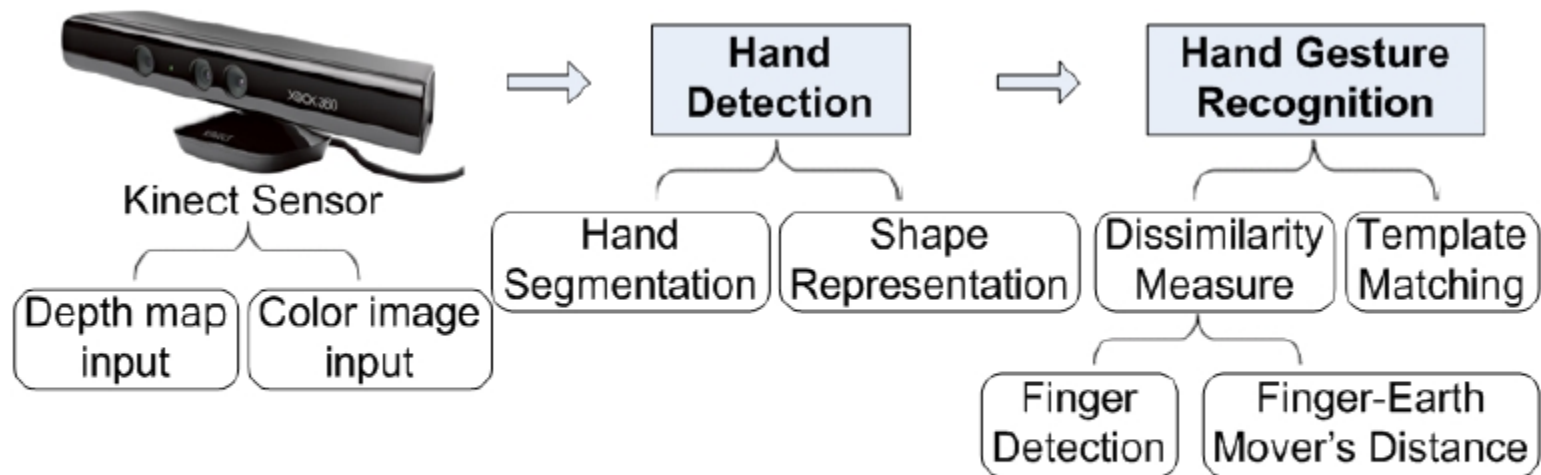 XBOX 360
KINECT
Kinect Sensor
Depth map
input
Color image
input
Hand
Detection
Hand
Segmentation
Shape
Representation
Hand Gesture
Recognition
Dissimilarity
Measure
Template
Matching
Finger
Detection
Finger-Earth
Mover's Distance